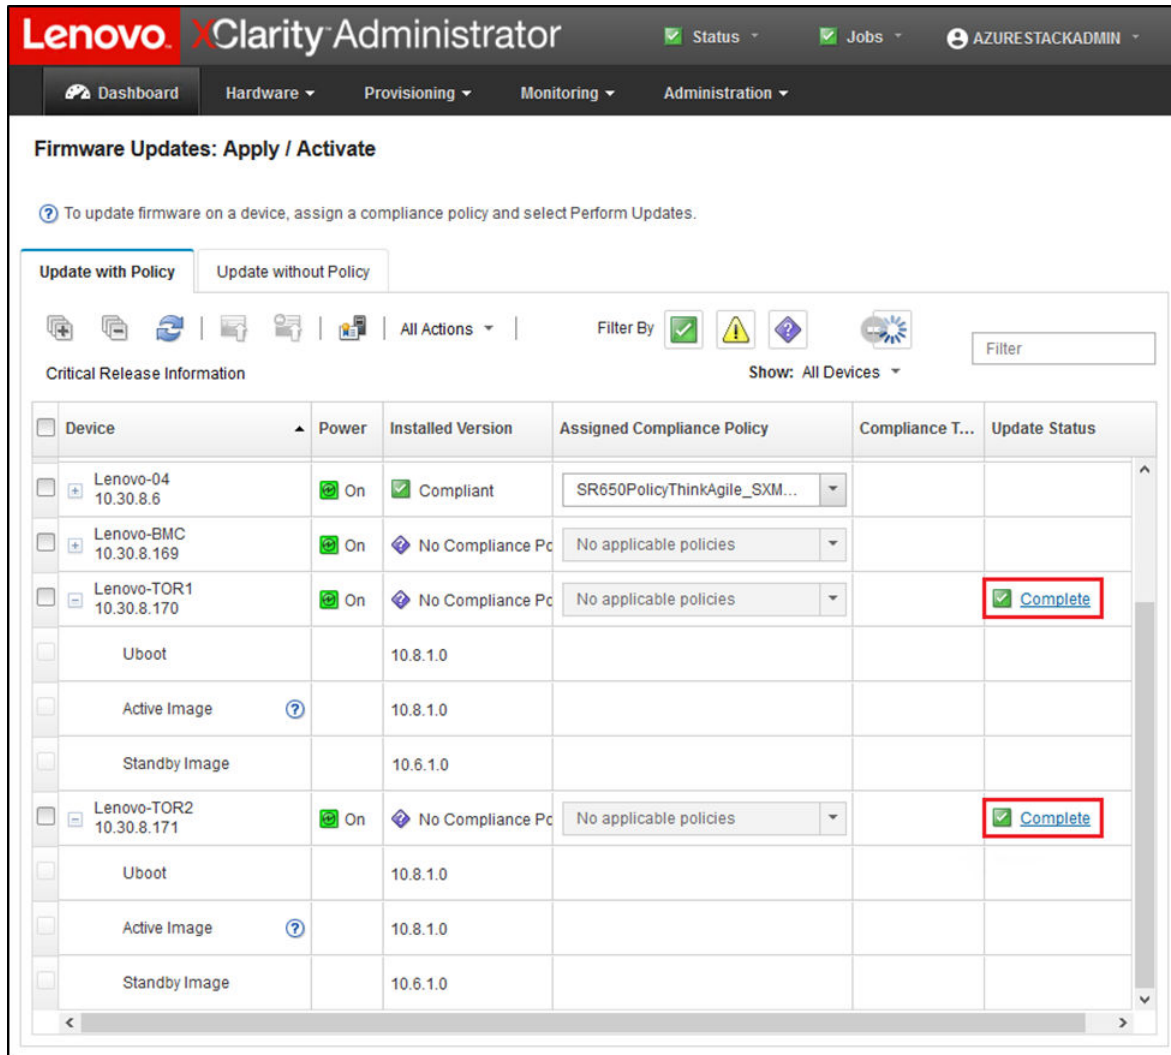 Lenovo. XClarity Administrator Status Jobs AZURESTACKADMIN
Dashboard Hardware Provisioning Monitoring Administration
Firmware Updates: Apply / Activate
? To update firmware on a device, assign a compliance policy and select Perform Updates.
Update with Policy Update without Policy
All Actions Filter By ? Filter
Critical Release Information Show: All Devices
Device Power Installed Version Assigned Compliance Policy Compliance T... Update Status
Lenovo-04
10.30.8.6 On Compliant SR650PolicyThinkAgile_SXM...
Lenovo-BMC
10.30.8.169 On ? No Compliance Po No applicable policies
Lenovo-TOR1
10.30.8.170 On ? No Compliance Po No applicable policies Complete
Uboot 10.8.1.0
Active Image ? 10.8.1.0
Standby Image 10.6.1.0
Lenovo-TOR2
10.30.8.171 On ? No Compliance Po No applicable policies Complete
Uboot 10.8.1.0
Active Image ? 10.8.1.0
Standby Image 10.6.1.0